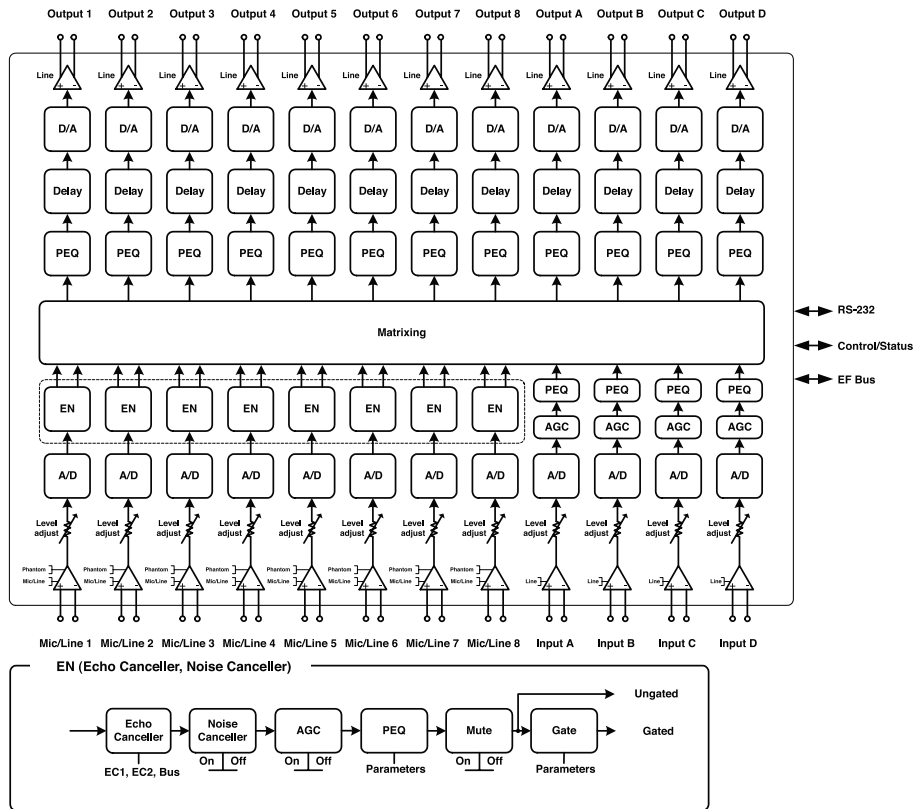 Output 1 Output 2 Output 3 Output 4 Output 5 Output 6 Output 7 Output 8 Output A Output B Output C Output D
Line Line Line Line Line Line Line Line Line Line Line Line
+ - + - + - + - + - + - + - + - + - + - + - + -
D/A D/A D/A D/A D/A D/A D/A D/A D/A D/A D/A D/A
Delay Delay Delay Delay Delay Delay Delay Delay Delay Delay Delay Delay
PEQ PEQ PEQ PEQ PEQ PEQ PEQ PEQ PEQ PEQ PEQ PEQ
RS-232
Matrixing
Control/Status
EF Bus
PEQ PEQ PEQ PEQ
EN EN EN EN EN EN EN EN
AGC AGC AGC AGC
A/D A/D A/D A/D A/D A/D A/D A/D A/D A/D A/D A/D
Level Level Level Level Level Level Level Level Level Level Level Level
adjust adjust adjust adjust adjust adjust adjust adjust adjust adjust adjust adjust
Phantom Phantom Phantom Phantom Phantom Phantom Phantom Phantom
Mic/Line Mic/Line Mic/Line Mic/Line Mic/Line Mic/Line Mic/Line Mic/Line Line Line Line Line
+ - + - + - + - + - + - + - + - + - + - + - + -
Mic/Line 1 Mic/Line 2 Mic/Line 3 Mic/Line 4 Mic/Line 5 Mic/Line 6 Mic/Line 7 Mic/Line 8 Input A Input B Input C Input D
EN (Echo Canceller, Noise Canceller)
Ungated
Echo Canceller
Noise Canceller
AGC
PEQ
Mute
Gate
Gated
EC1, EC2, Bus
On Off
On Off
Parameters
On Off
Parameters